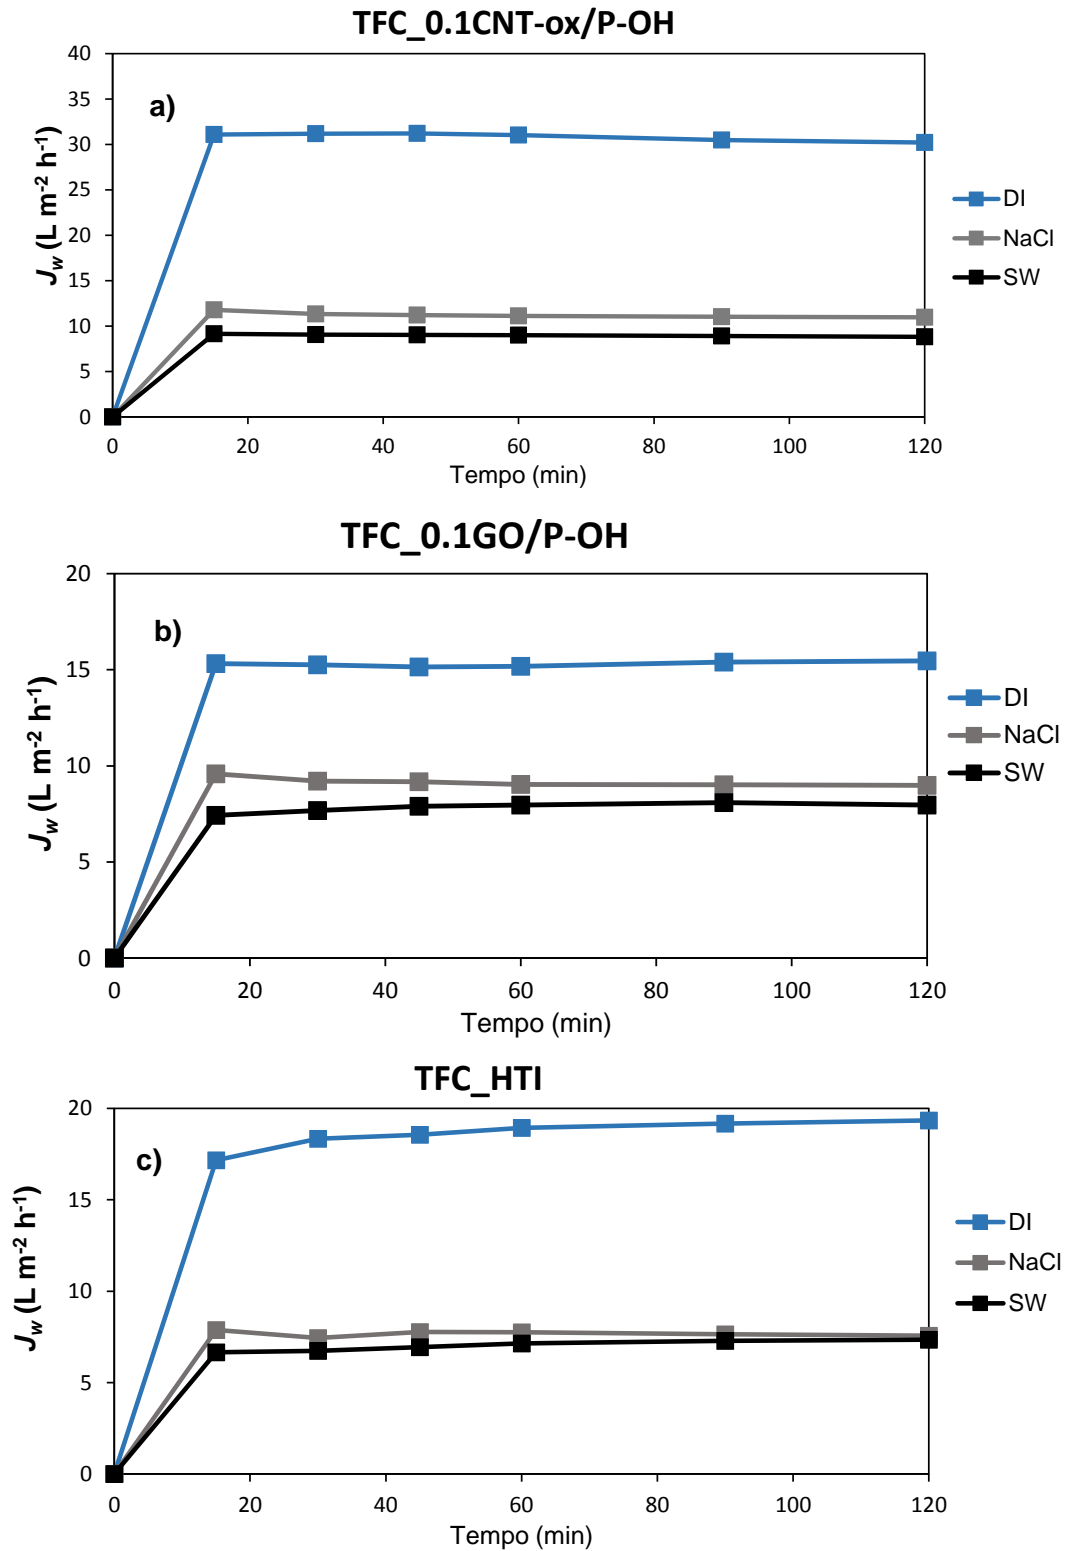 TFC_0.1CNT-ox/P-OH
a)
J_w (L m⁻² h⁻¹)
40
35
30
25
20
15
10
5
0
0 20 40 60 80 100 120
Tempo (min)
DI
NaCl
SW
TFC_0.1GO/P-OH
b)
J_w (L m⁻² h⁻¹)
20
15
10
5
0
0 20 40 60 80 100 120
Tempo (min)
DI
NaCl
SW
TFC_HTI
c)
J_w (L m⁻² h⁻¹)
20
15
10
5
0
0 20 40 60 80 100 120
Tempo (min)
DI
NaCl
SW